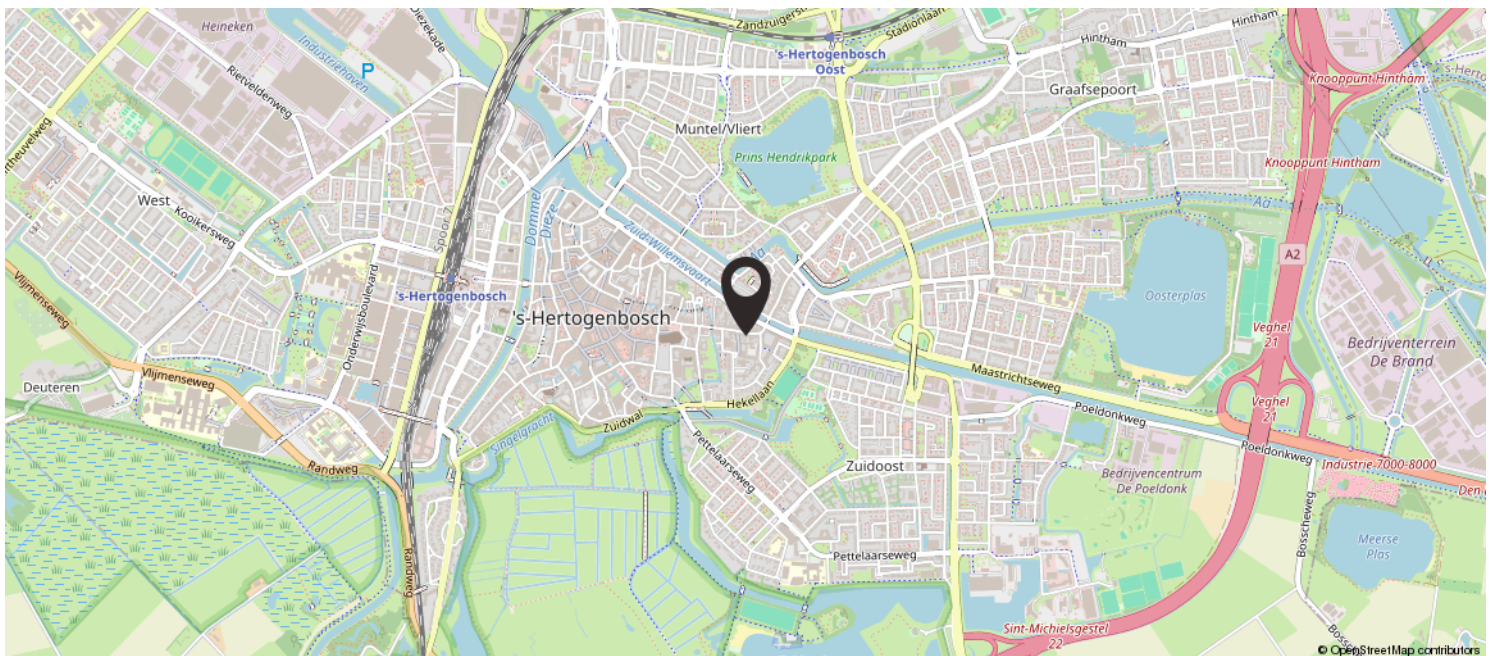 Heineken
Diezekade
Industriehaven
P
Rietveldenweg
West
Kooikersweg
Vlijmenseweg
Deuteren
Vlijmenseweg
Onderwijsboulevard
Randweg
Randweg
Spoor 7
's-Hertogenbosch
Dommel
Dieze
Zuid-Willemsvaart
Aa
's-Hertogenbosch
Singelgracht
Zuidwal
Hekellaan
Pettelaarseweg
Zuidoost
Pettelaarseweg
Muntel/Vliert
Prins Hendrikpark
's-Hertogenbosch
Oost
Stadionlaan
Hintham
Hintham
Graafsepoort
Knooppunt Hintham
Knooppunt Hintham
Aa
A2
Oosterplas
Veghel
21
Veghel
21
Maastrichtseweg
Poeldonkweg
Poeldonkweg
Bedrijvencentrum
De Poeldonk
Bedrijventerrein
De Brand
Industrie-7000-8000
Bosscheweg
Meerse
Plas
Sint-Michielsgestel
22
© OpenStreetMap contributors